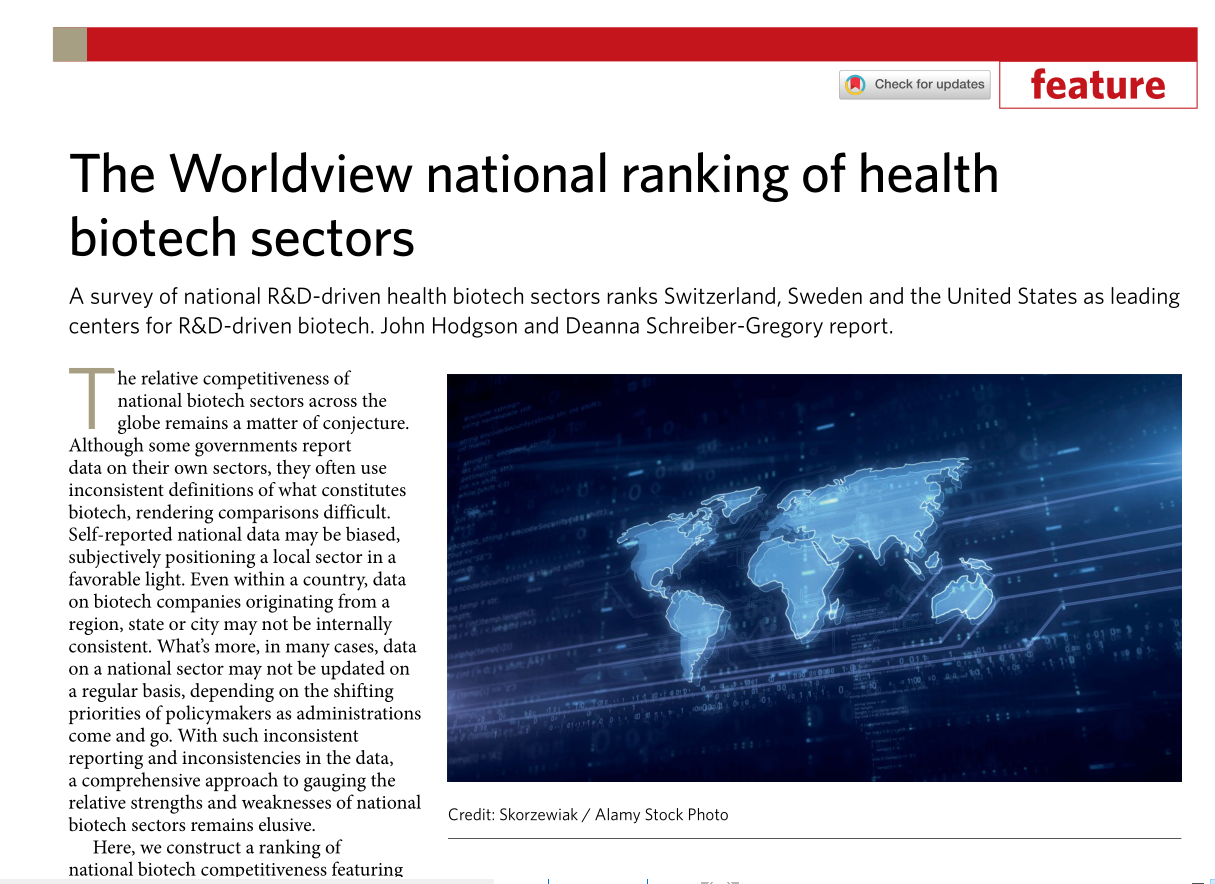 Check for updates
feature
The Worldview national ranking of health
biotech sectors
A survey of national R&D-driven health biotech sectors ranks Switzerland, Sweden and the United States as leading
centers for R&D-driven biotech. John Hodgson and Deanna Schreiber-Gregory report.
The relative competitiveness of
national biotech sectors across the
globe remains a matter of conjecture.
Although some governments report
data on their own sectors, they often use
inconsistent definitions of what constitutes
biotech, rendering comparisons difficult.
Self-reported national data may be biased,
subjectively positioning a local sector in a
favorable light. Even within a country, data
on biotech companies originating from a
region, state or city may not be internally
consistent. What's more, in many cases, data
on a national sector may not be updated on
a regular basis, depending on the shifting
priorities of policymakers as administrations
come and go. With such inconsistent
reporting and inconsistencies in the data,
a comprehensive approach to gauging the
relative strengths and weaknesses of national
biotech sectors remains elusive.
Here, we construct a ranking of
national biotech competitiveness featuring
Credit: Skorzewiak / Alamy Stock Photo